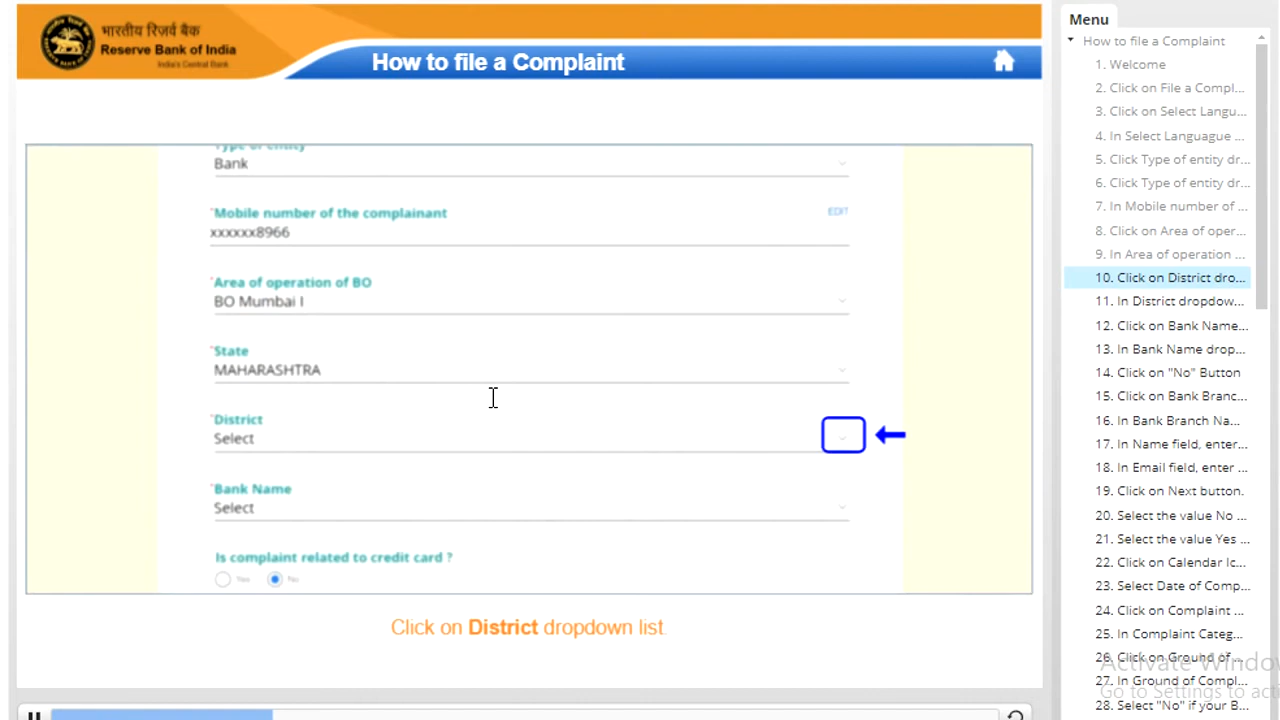 भारतीय रिज़र्व बैंक
Reserve Bank of India
India's Central Bank
How to file a Complaint
Type of entity
Bank
*Mobile number of the complainant
EDIT
xxxxxx8966
*Area of operation of BO
BO Mumbai I
*State
MAHARASHTRA
*District
Select
*Bank Name
Select
Is complaint related to credit card ?
Yes No
Click on District dropdown list.
Menu
How to file a Complaint
1. Welcome
2. Click on File a Compl...
3. Click on Select Langu...
4. In Select Languague ...
5. Click Type of entity dr...
6. Click Type of entity dr...
7. In Mobile number of ...
8. Click on Area of oper...
9. In Area of operation ...
10. Click on District dro...
11. In District dropdow...
12. Click on Bank Name...
13. In Bank Name drop...
14. Click on "No" Button
15. Click on Bank Branc...
16. In Bank Branch Na...
17. In Name field, enter...
18. In Email field, enter ...
19. Click on Next button.
20. Select the value No ...
21. Select the value Yes ...
22. Click on Calendar Ic...
23. Select Date of Comp...
24. Click on Complaint ...
25. In Complaint Categ...
26. Click on Ground of...
27. In Ground of Compl...
28. Select "No" if your B...
Activate Window
Go to Settings to acti